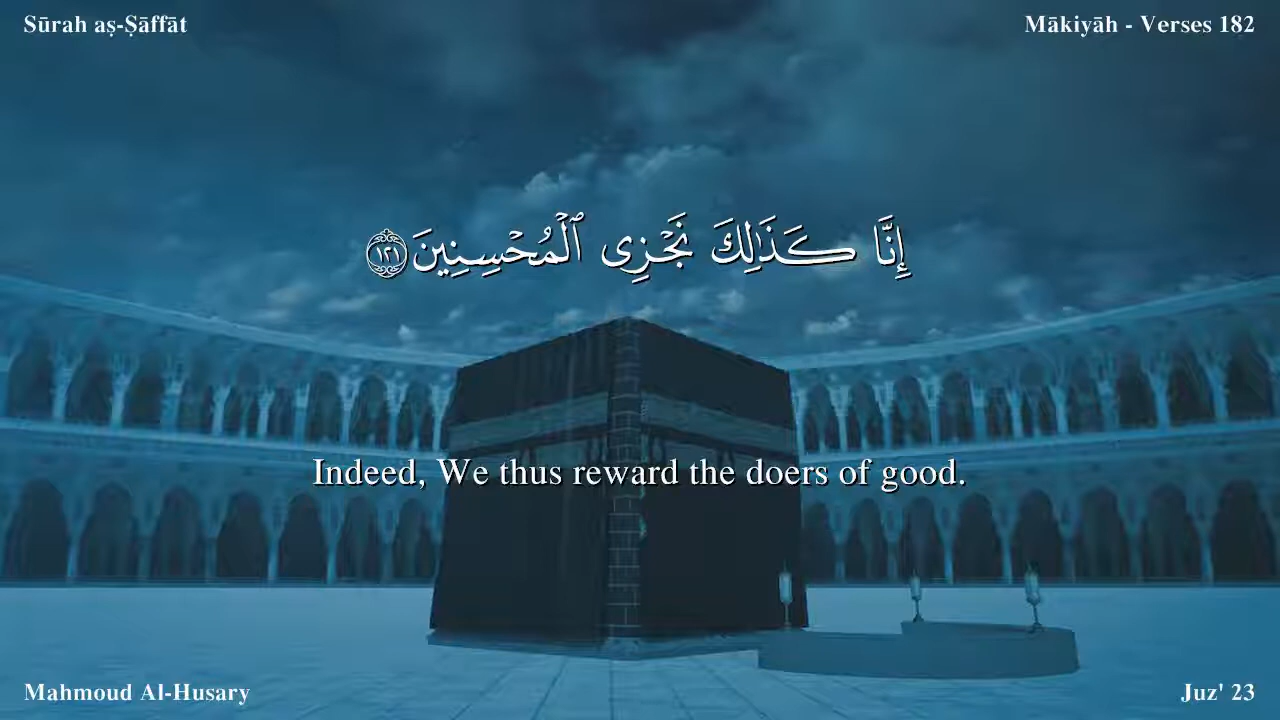 Sūrah aṣ-Ṣāffāt
Mākiyāh - Verses 182
إِنَّا كَذَٰلِكَ نَجْزِى ٱلْمُحْسِنِينَ ١٢١
Indeed, We thus reward the doers of good.
Mahmoud Al-Husary
Juz' 23